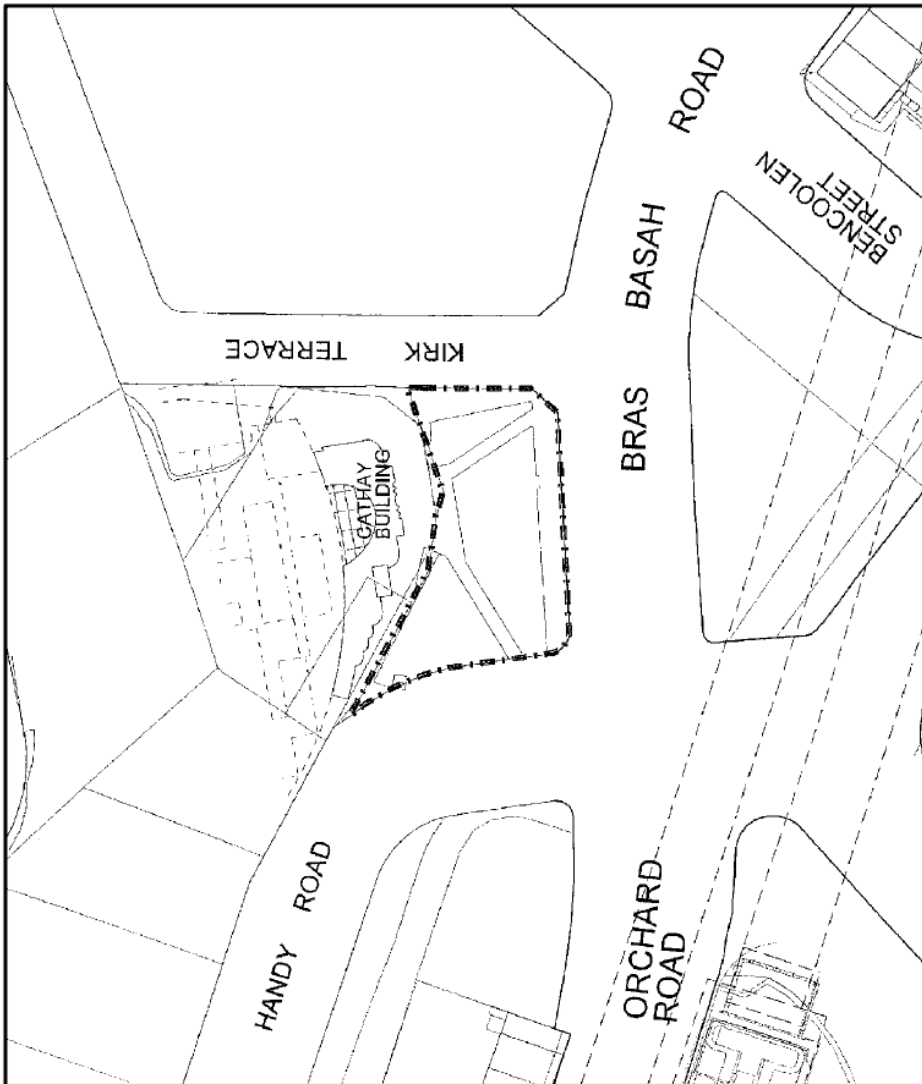 ROAD
BENCOOLEN
STREET
BASAH
KIRK
TERRACE
BRAS
CATHAY
BUILDING
HANDY
ROAD
ORCHARD
ROAD